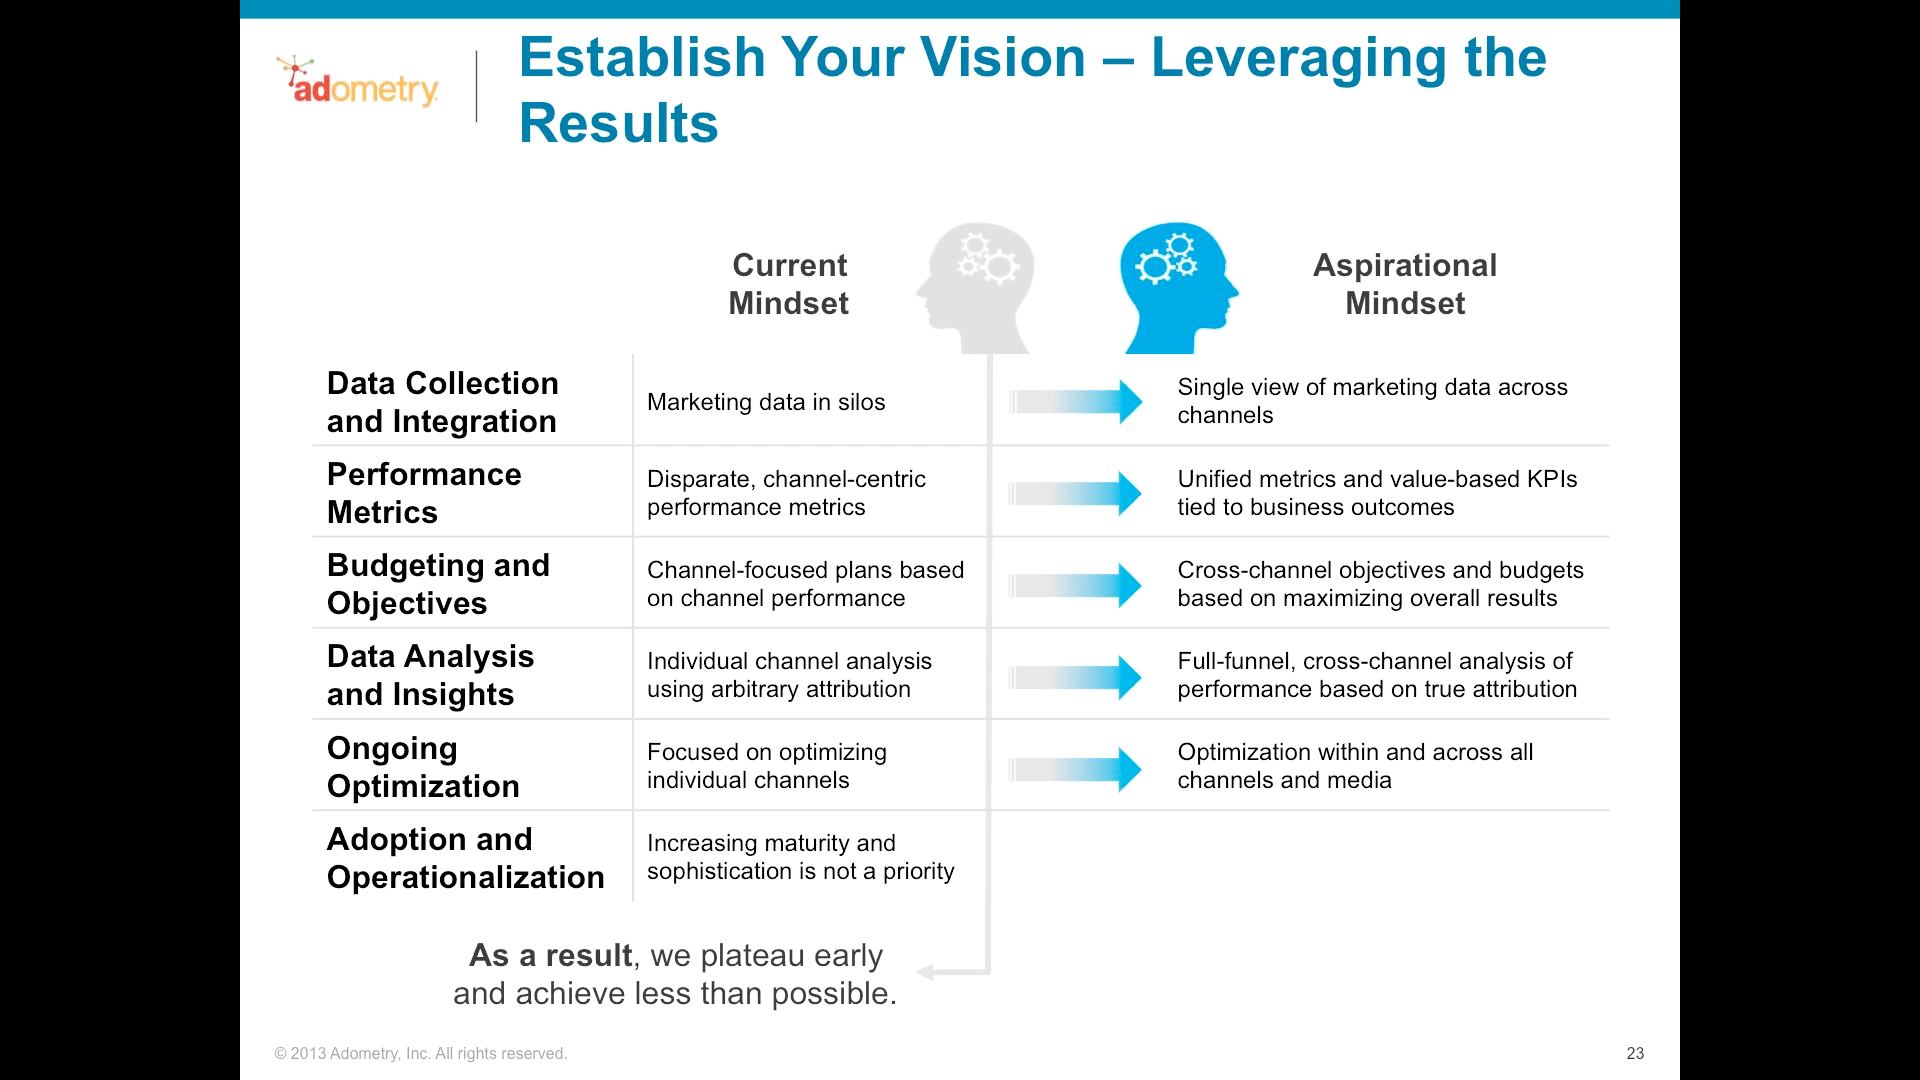 adometry
Establish Your Vision – Leveraging the
Results
Current
Mindset
Aspirational
Mindset
Data Collection
and Integration
Marketing data in silos
Single view of marketing data across
channels
Performance
Metrics
Disparate, channel-centric
performance metrics
Unified metrics and value-based KPIs
tied to business outcomes
Budgeting and
Objectives
Channel-focused plans based
on channel performance
Cross-channel objectives and budgets
based on maximizing overall results
Data Analysis
and Insights
Individual channel analysis
using arbitrary attribution
Full-funnel, cross-channel analysis of
performance based on true attribution
Ongoing
Optimization
Focused on optimizing
individual channels
Optimization within and across all
channels and media
Adoption and
Operationalization
Increasing maturity and
sophistication is not a priority
As a result, we plateau early
and achieve less than possible.
© 2013 Adometry, Inc. All rights reserved.
23